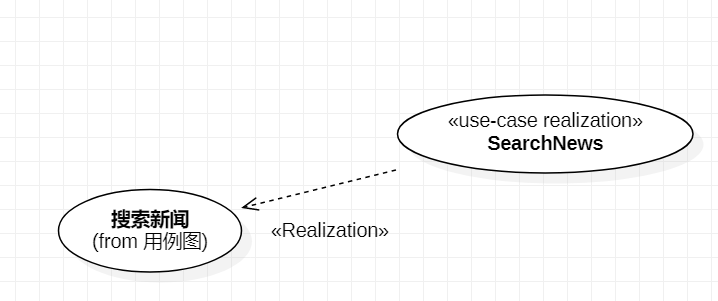 «use-case realization»
SearchNews
搜索新闻
(from 用例图)
«Realization»